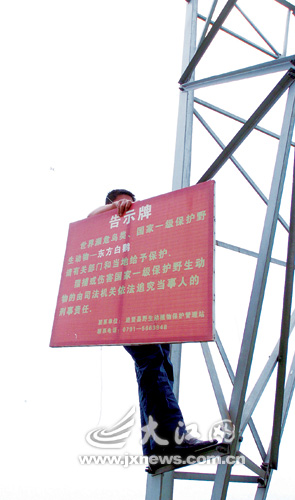 告示牌
世界濒危鸟类、国家一级保护野
生动物—东方白鹳
请有关部门和当地给予保护。
猎捕或伤害国家一级保护野生动
物的由司法机关依法追究当事人的
刑事责任。
大江网
www.jxnews.com.cn